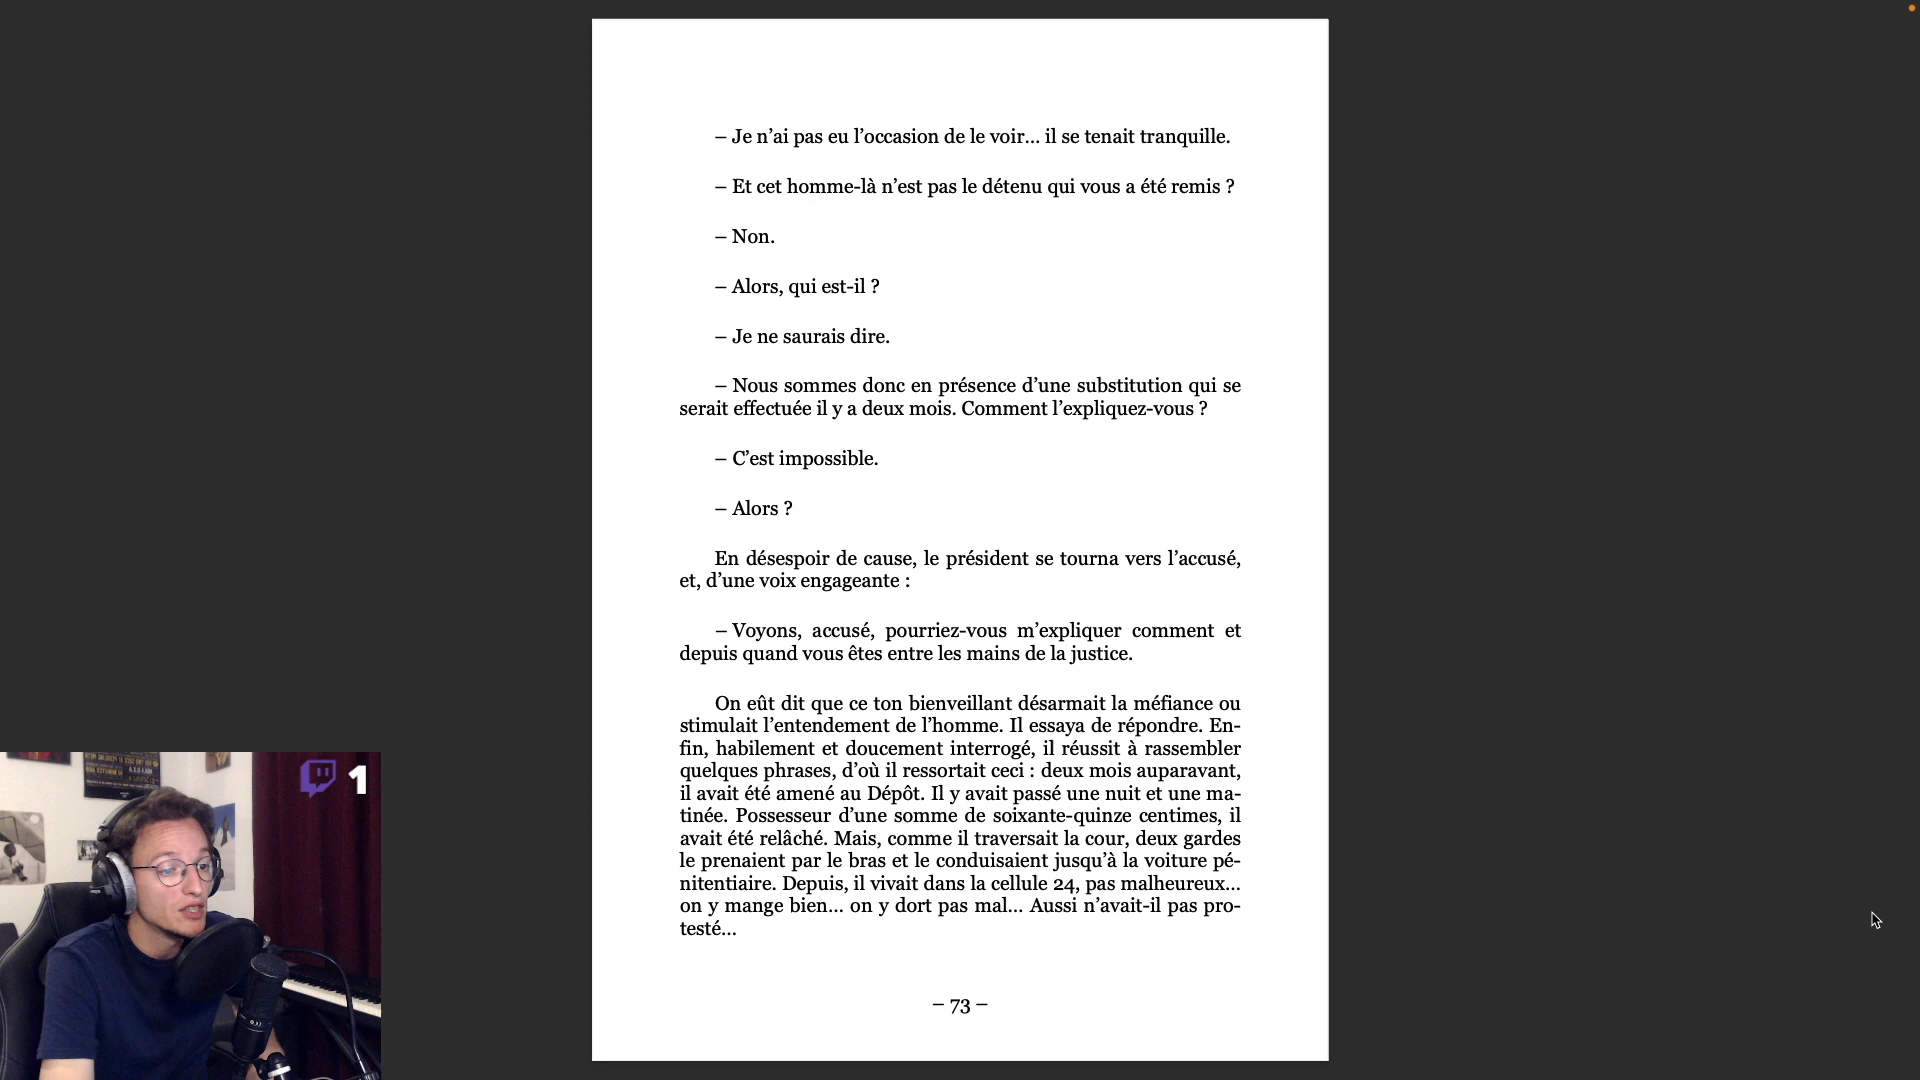 – Je n’ai pas eu l’occasion de le voir… il se tenait tranquille.
– Et cet homme-là n’est pas le détenu qui vous a été remis ?
– Non.
– Alors, qui est-il ?
– Je ne saurais dire.
– Nous sommes donc en présence d’une substitution qui se
serait effectuée il y a deux mois. Comment l’expliquez-vous ?
– C’est impossible.
– Alors ?
En désespoir de cause, le président se tourna vers l’accusé,
et, d’une voix engageante :
– Voyons, accusé, pourriez-vous m’expliquer comment et
depuis quand vous êtes entre les mains de la justice.
On eût dit que ce ton bienveillant désarmait la méfiance ou
stimulait l’entendement de l’homme. Il essaya de répondre. En-
fin, habilement et doucement interrogé, il réussit à rassembler
quelques phrases, d’où il ressortait ceci : deux mois auparavant,
il avait été amené au Dépôt. Il y avait passé une nuit et une ma-
tinée. Possesseur d’une somme de soixante-quinze centimes, il
avait été relâché. Mais, comme il traversait la cour, deux gardes
le prenaient par le bras et le conduisaient jusqu’à la voiture pé-
nitentiaire. Depuis, il vivait dans la cellule 24, pas malheureux…
on y mange bien… on y dort pas mal… Aussi n’avait-il pas pro-
testé…
– 73 –
1